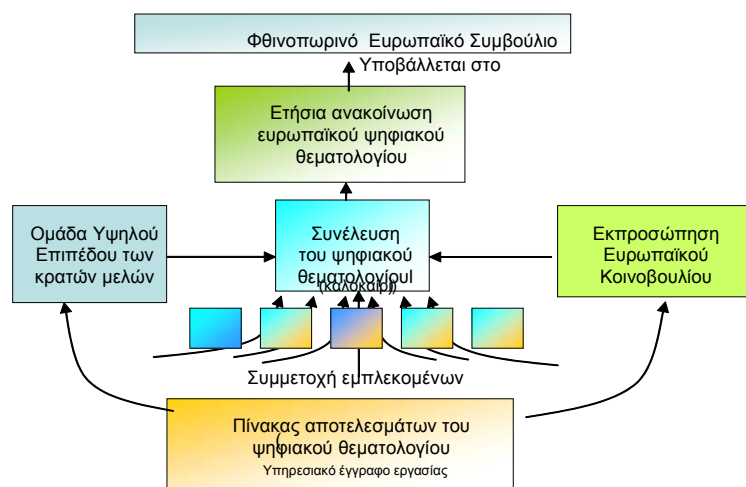 Φθινοπωρινό Ευρωπαϊκό Συμβούλιο
Υποβάλλεται στο
Ετήσια ανακοίνωση
ευρωπαϊκού ψηφιακού
θεματολογίου
Ομάδα Υψηλού
Επιπέδου των
κρατών μελών
Συνέλευση
του ψηφιακού
θεματολογίουl
(καλοκαίρι)
Εκπροσώπηση
Ευρωπαϊκού
Κοινοβουλίου
Συμμετοχή εμπλεκομένων
Πίνακας αποτελεσμάτων του
ψηφιακού θεματολογίου
(
Υπηρεσιακό έγγραφο εργασίας